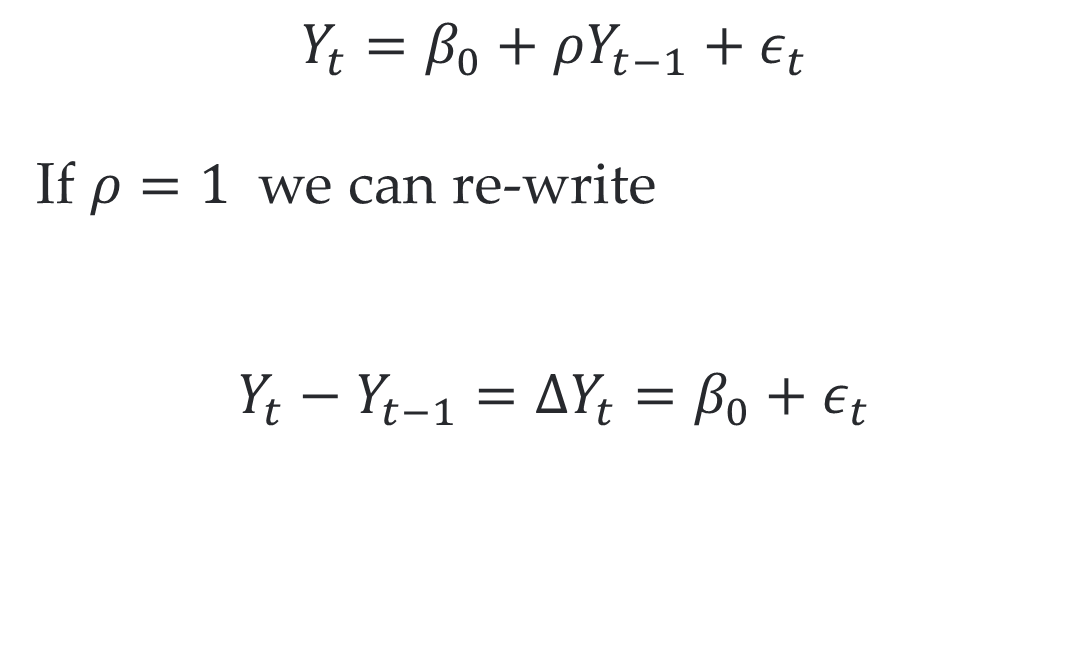 Yₜ = β₀ + ρYₜ₋₁ + ϵₜ
If ρ = 1 we can re-write
Yₜ − Yₜ₋₁ = ΔYₜ = β₀ + ϵₜ